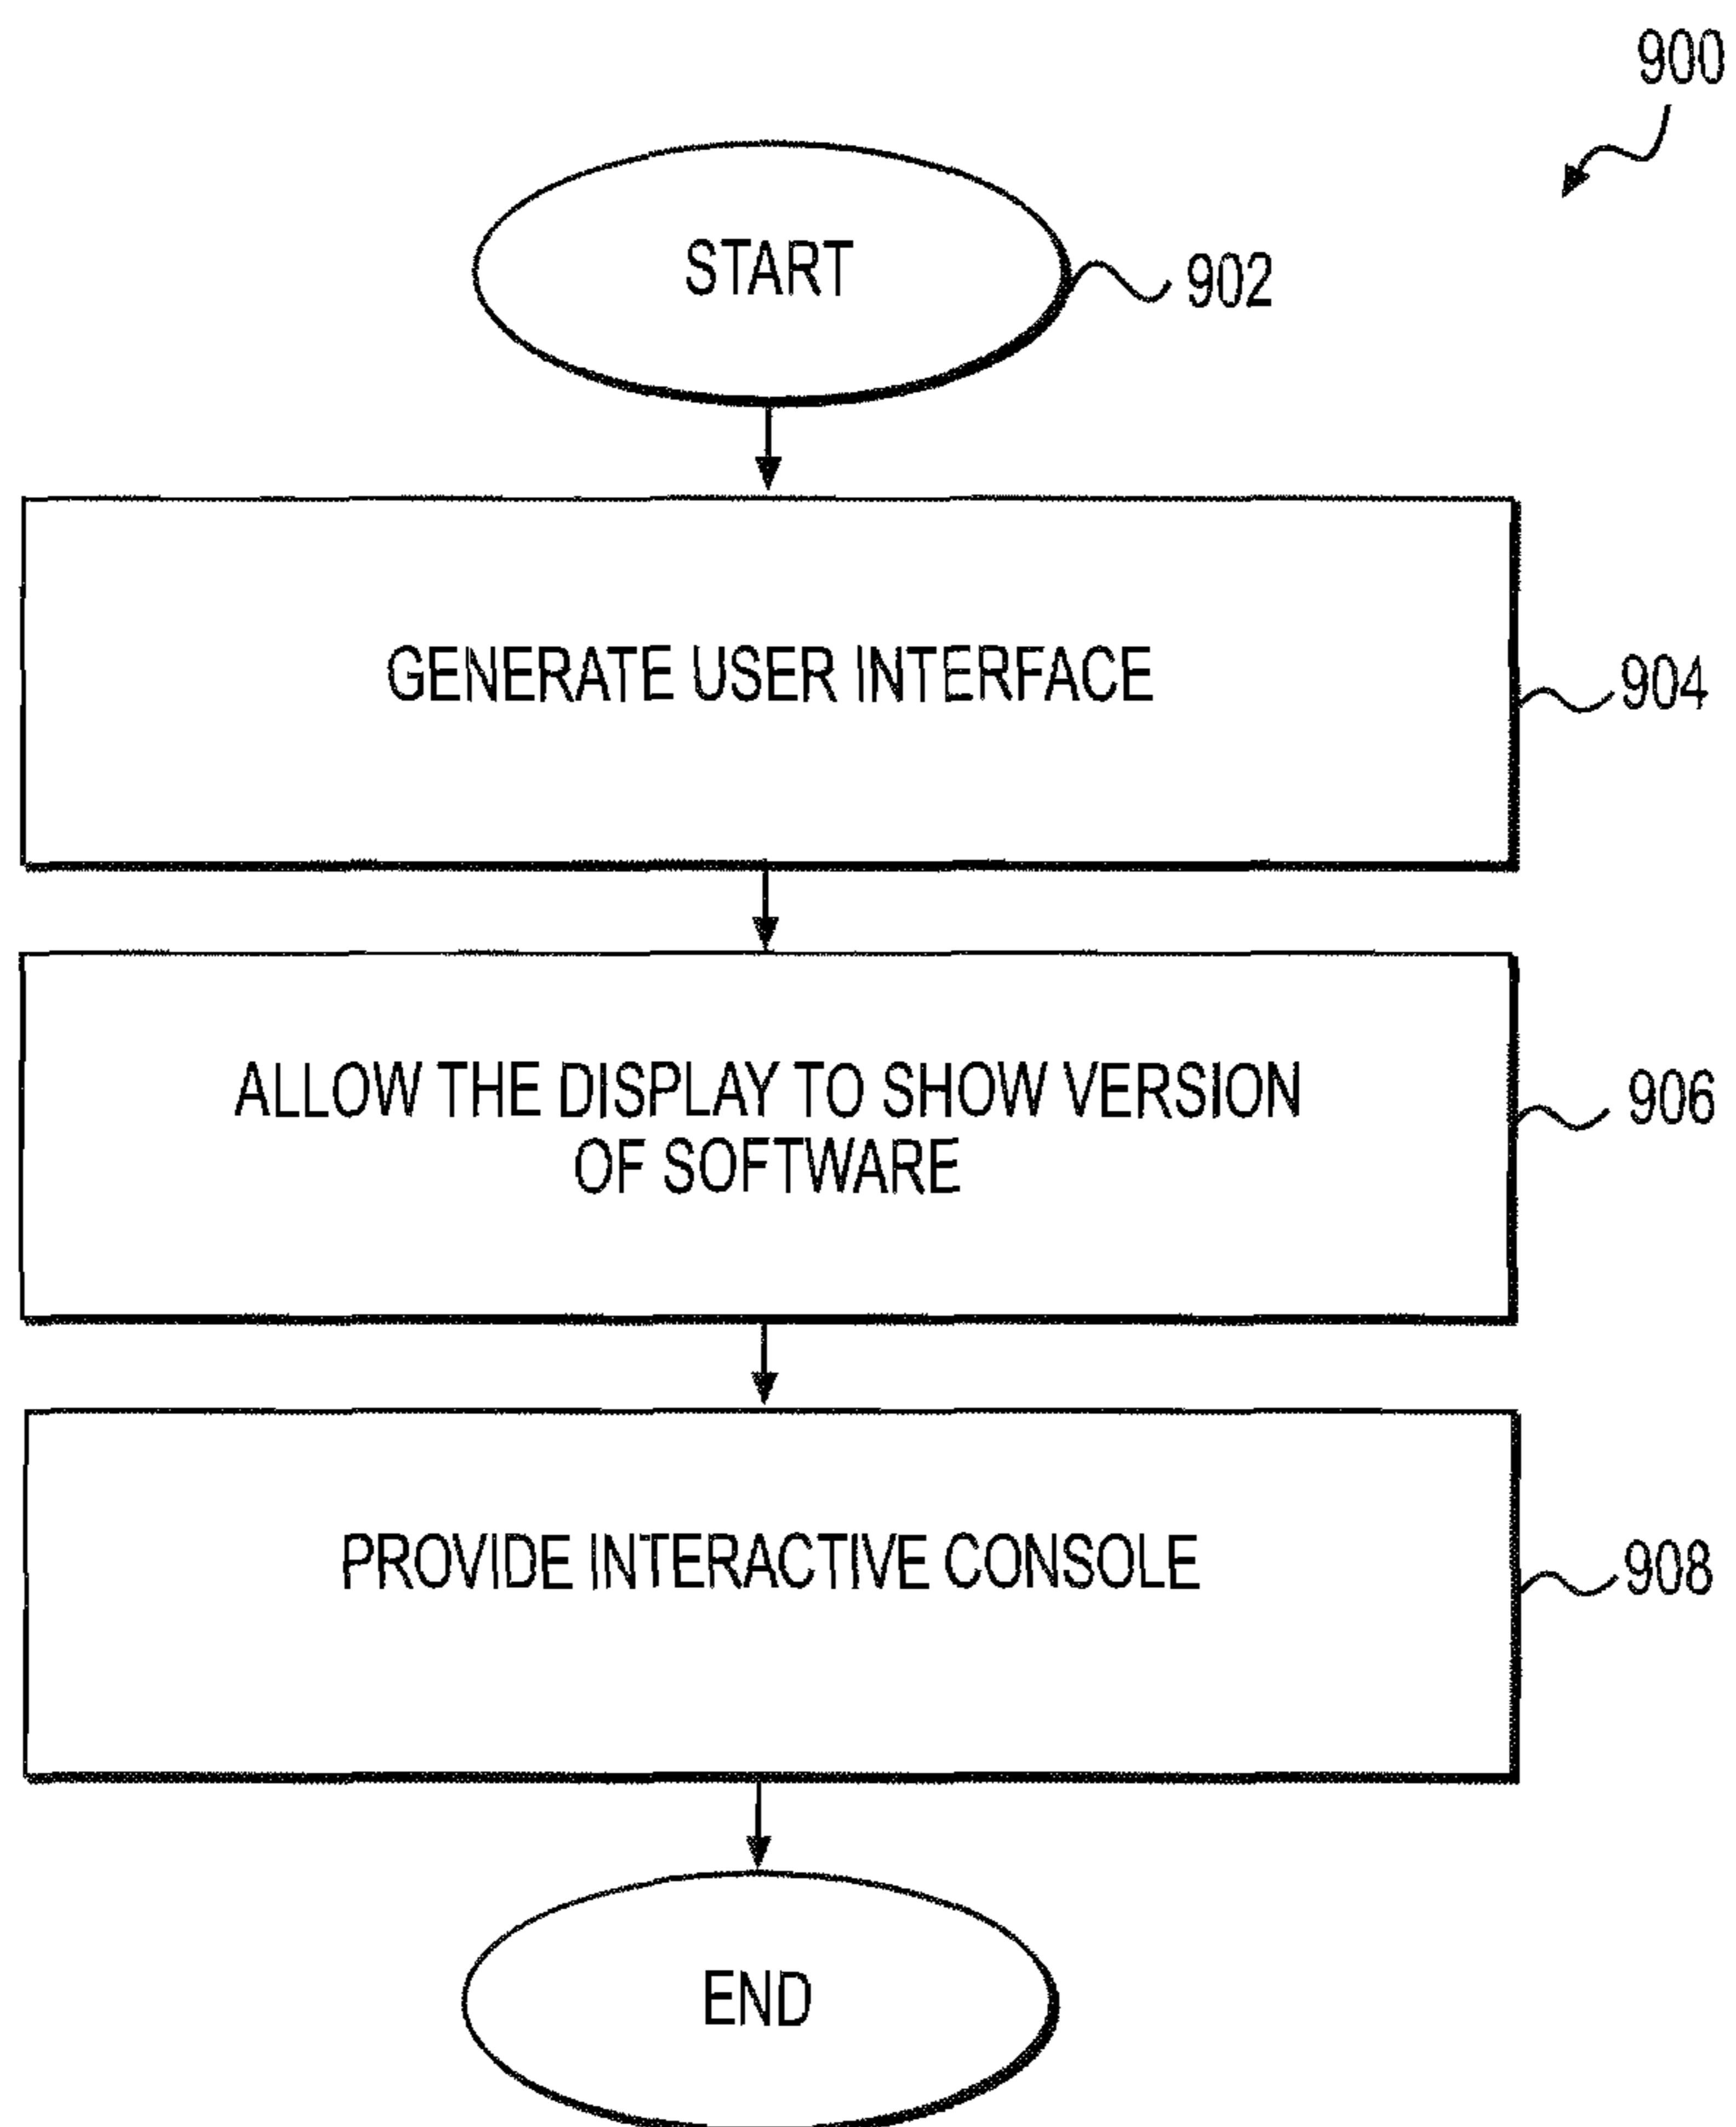 900
START
902
GENERATE USER INTERFACE
904
ALLOW THE DISPLAY TO SHOW VERSION
OF SOFTWARE
906
PROVIDE INTERACTIVE CONSOLE
908
END